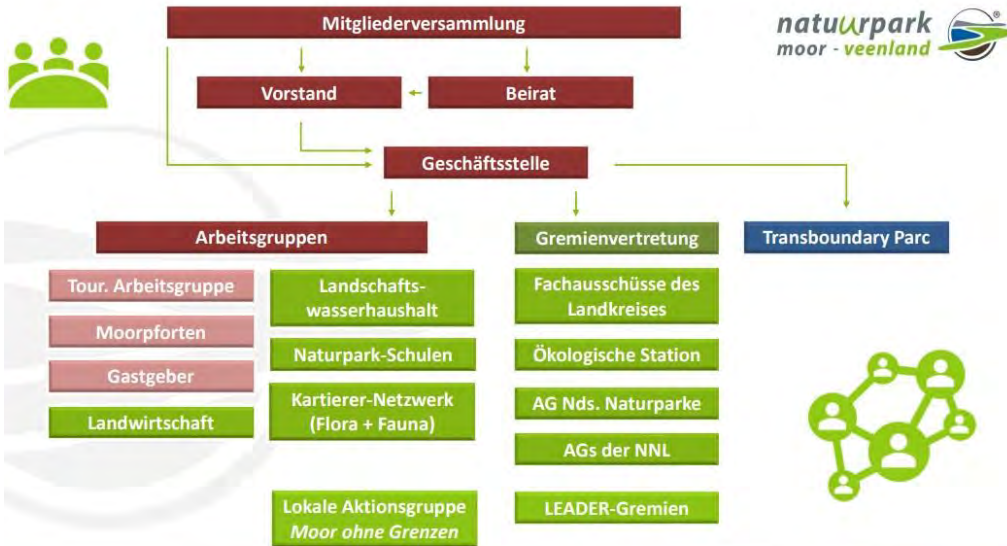 Mitgliederversammlung
natuurpark
moor - veenland
®
Vorstand
Beirat
Geschäftsstelle
Arbeitsgruppen
Gremienvertretung
Transboundary Parc
Tour. Arbeitsgruppe
Moorpforten
Gastgeber
Landwirtschaft
Landschafts-
wasserhaushalt
Naturpark-Schulen
Kartierer-Netzwerk
(Flora + Fauna)
Lokale Aktionsgruppe
Moor ohne Grenzen
Fachausschüsse des
Landkreises
Ökologische Station
AG Nds. Naturparke
AGs der NNL
LEADER-Gremien